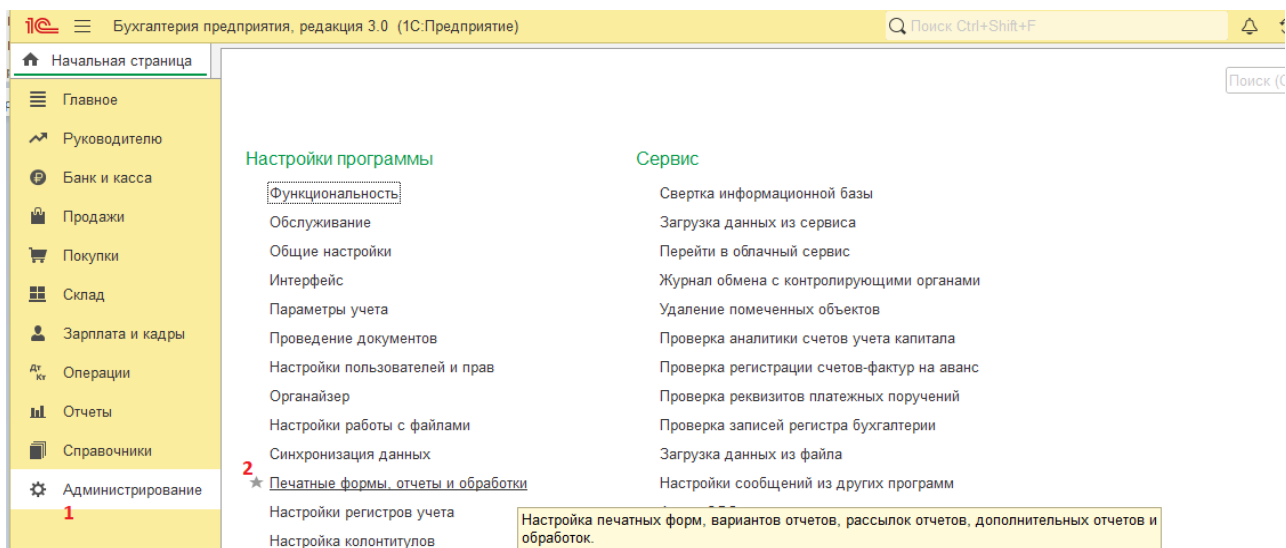 1С Бухгалтерия предприятия, редакция 3.0 (1С:Предприятие) Поиск Ctrl+Shift+F
Начальная страница
Поиск (
Главное
Руководителю
Банк и касса
Продажи
Покупки
Склад
Зарплата и кадры
Дт Кт Операции
Отчеты
Справочники
Администрирование
1
Настройки программы
Функциональность
Обслуживание
Общие настройки
Интерфейс
Параметры учета
Проведение документов
Настройки пользователей и прав
Органайзер
Настройки работы с файлами
Синхронизация данных
2
Печатные формы, отчеты и обработки
Настройки регистров учета
Настройка колонтитулов
Сервис
Свертка информационной базы
Загрузка данных из сервиса
Перейти в облачный сервис
Журнал обмена с контролирующими органами
Удаление помеченных объектов
Проверка аналитики счетов учета капитала
Проверка регистрации счетов-фактур на аванс
Проверка реквизитов платежных поручений
Проверка записей регистра бухгалтерии
Загрузка данных из файла
Настройки сообщений из других программ
Настройка печатных форм, вариантов отчетов, рассылок отчетов, дополнительных отчетов и
обработок.